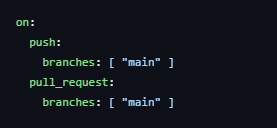 on:
  push:
    branches: [ "main" ]
  pull_request:
    branches: [ "main" ]